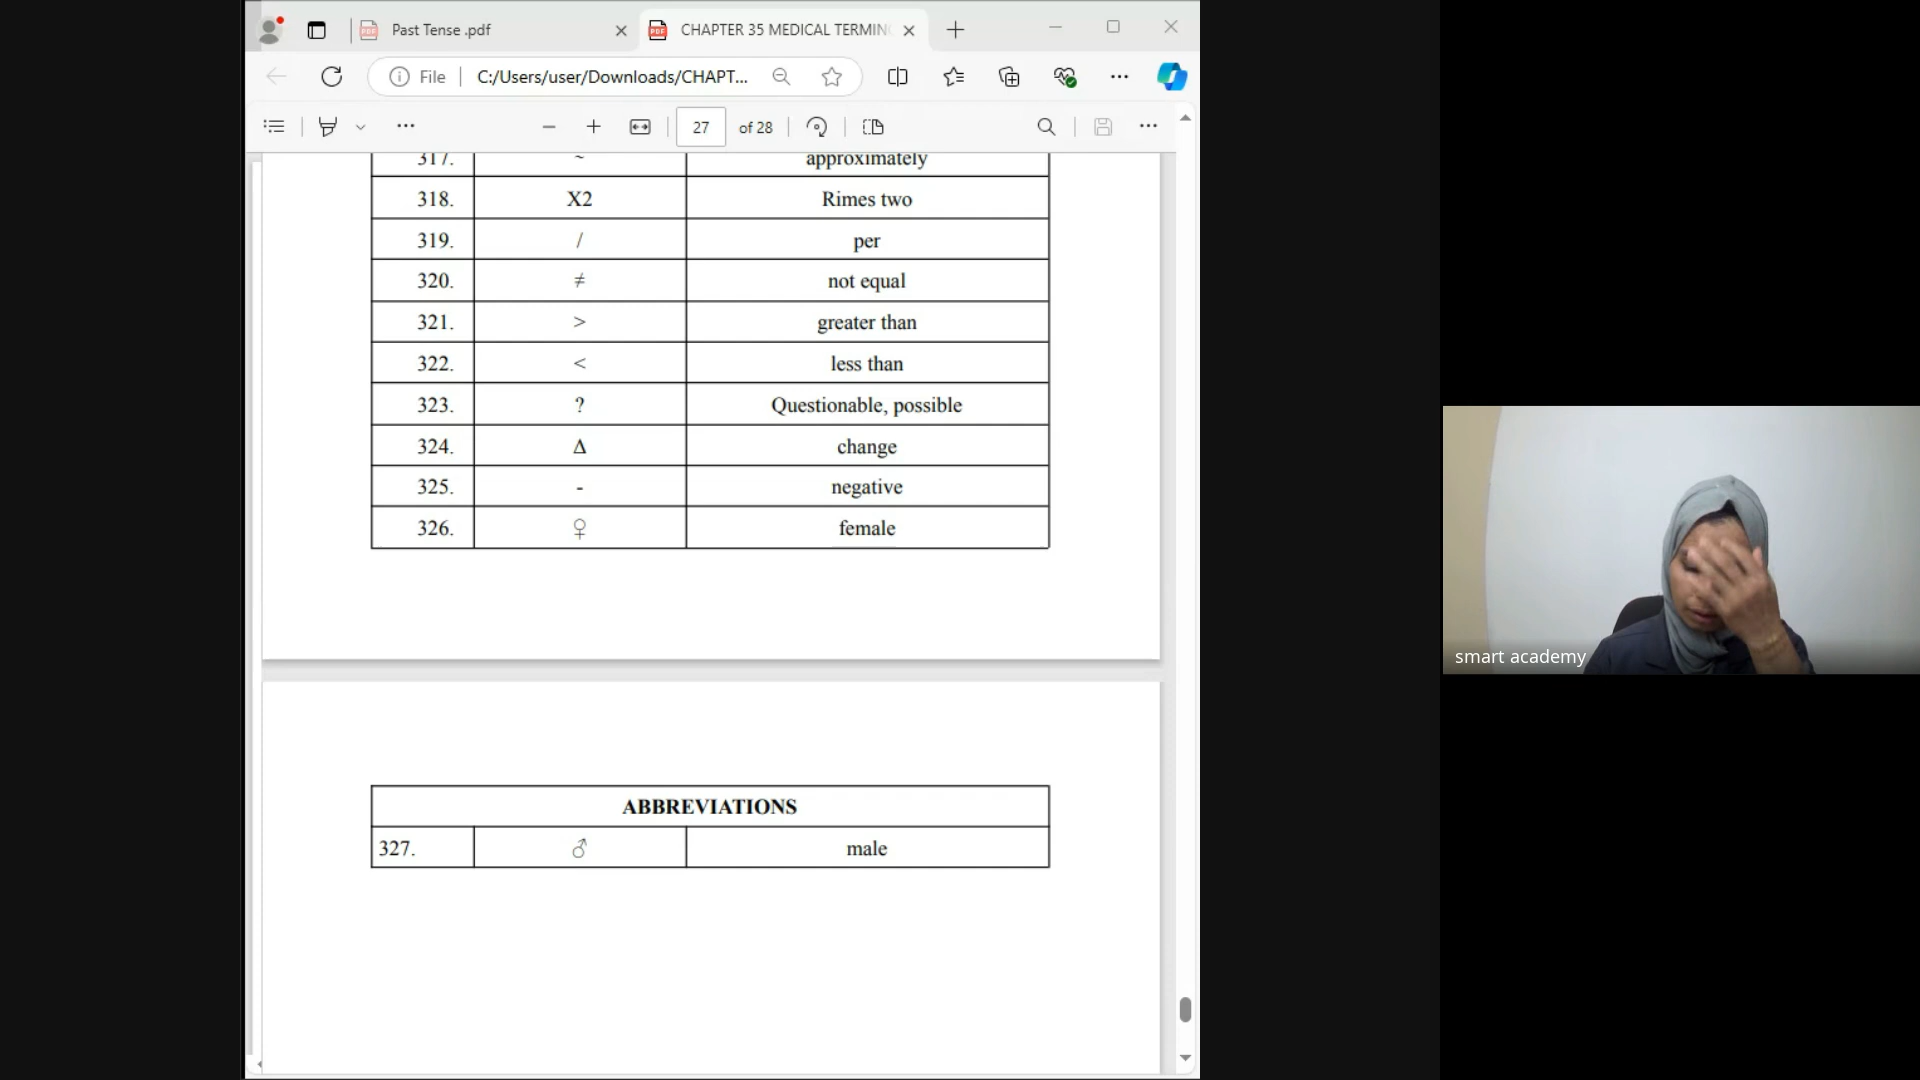 Past Tense .pdf
CHAPTER 35 MEDICAL TERMIN
File
C:/Users/user/Downloads/CHAPT...
27 of 28
317. ~ approximately
318. X2 Rimes two
319. / per
320. ≠ not equal
321. > greater than
322. < less than
323. ? Questionable, possible
324. Δ change
325. - negative
326. ♀ female
ABBREVIATIONS
327. ♂ male
smart academy